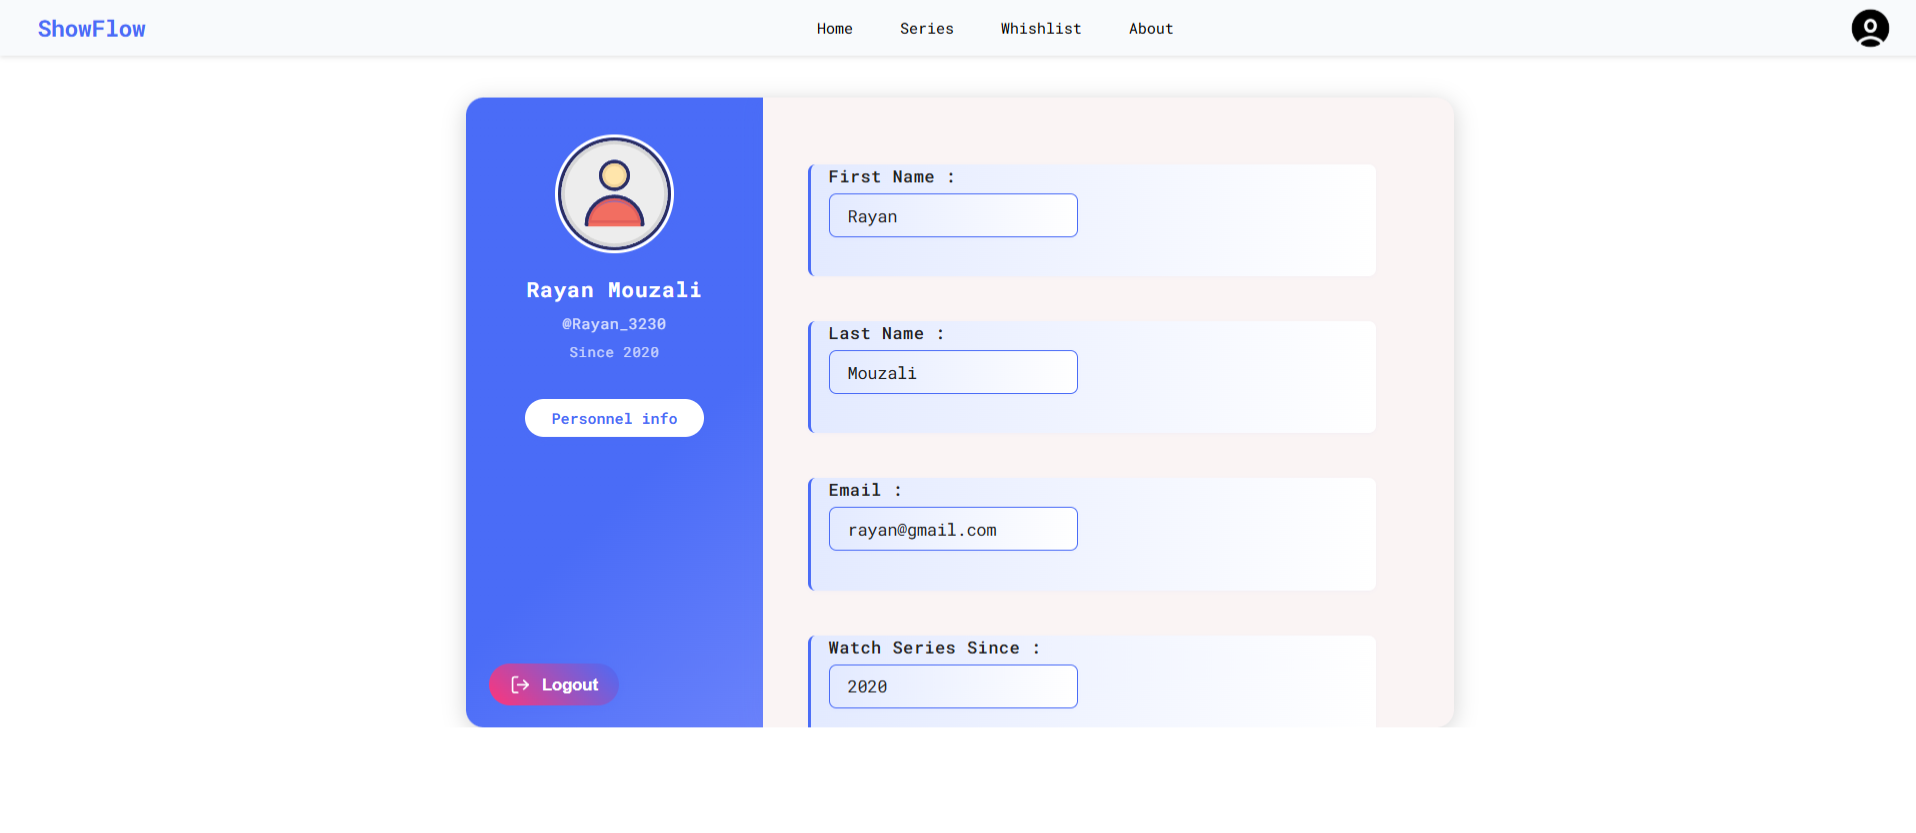 ShowFlow
Home Series Whishlist About
Rayan Mouzali
@Rayan_3230
Since 2020
Personnel info
Logout
First Name :
Rayan
Last Name :
Mouzali
Email :
rayan@gmail.com
Watch Series Since :
2020